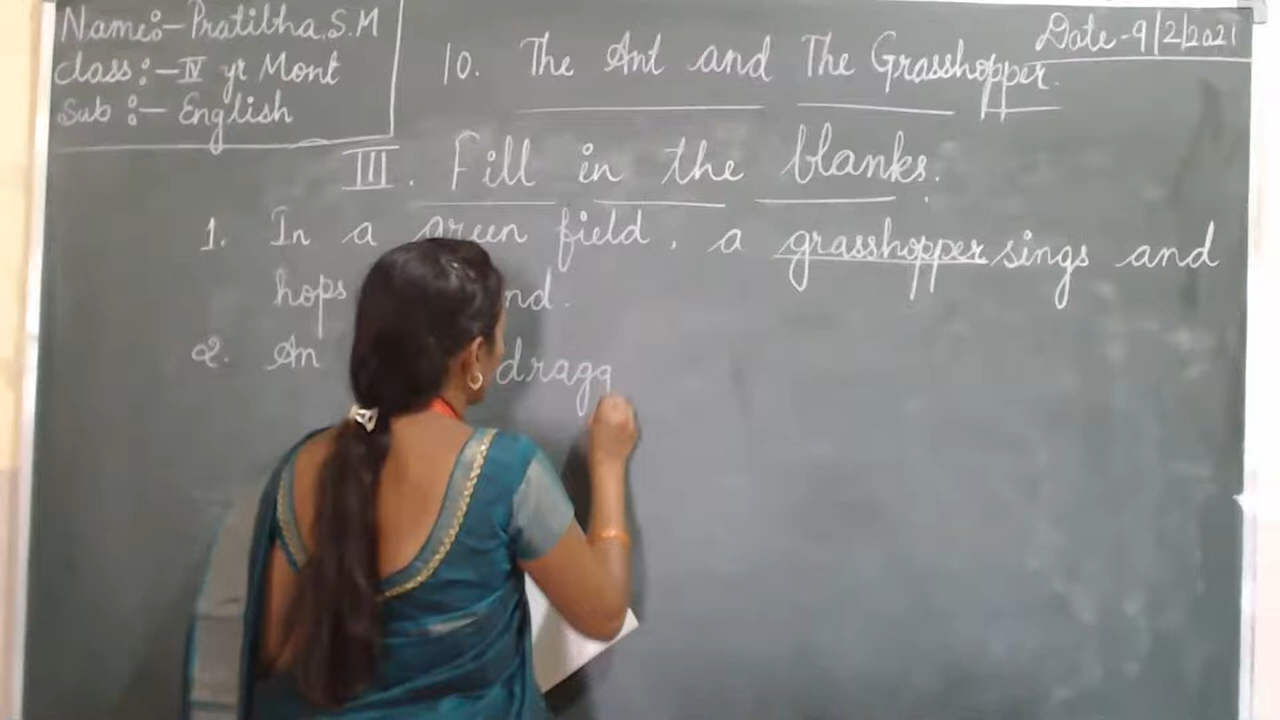 Name:- Pratibha.S.M
Class:- IV yr Mont
Sub :- English
Date-9/2/2021
10. The Ant and The Grasshopper.
III. Fill in the blanks.
1. In a green field, a grasshopper sings and
hops nd.
2. An dragg